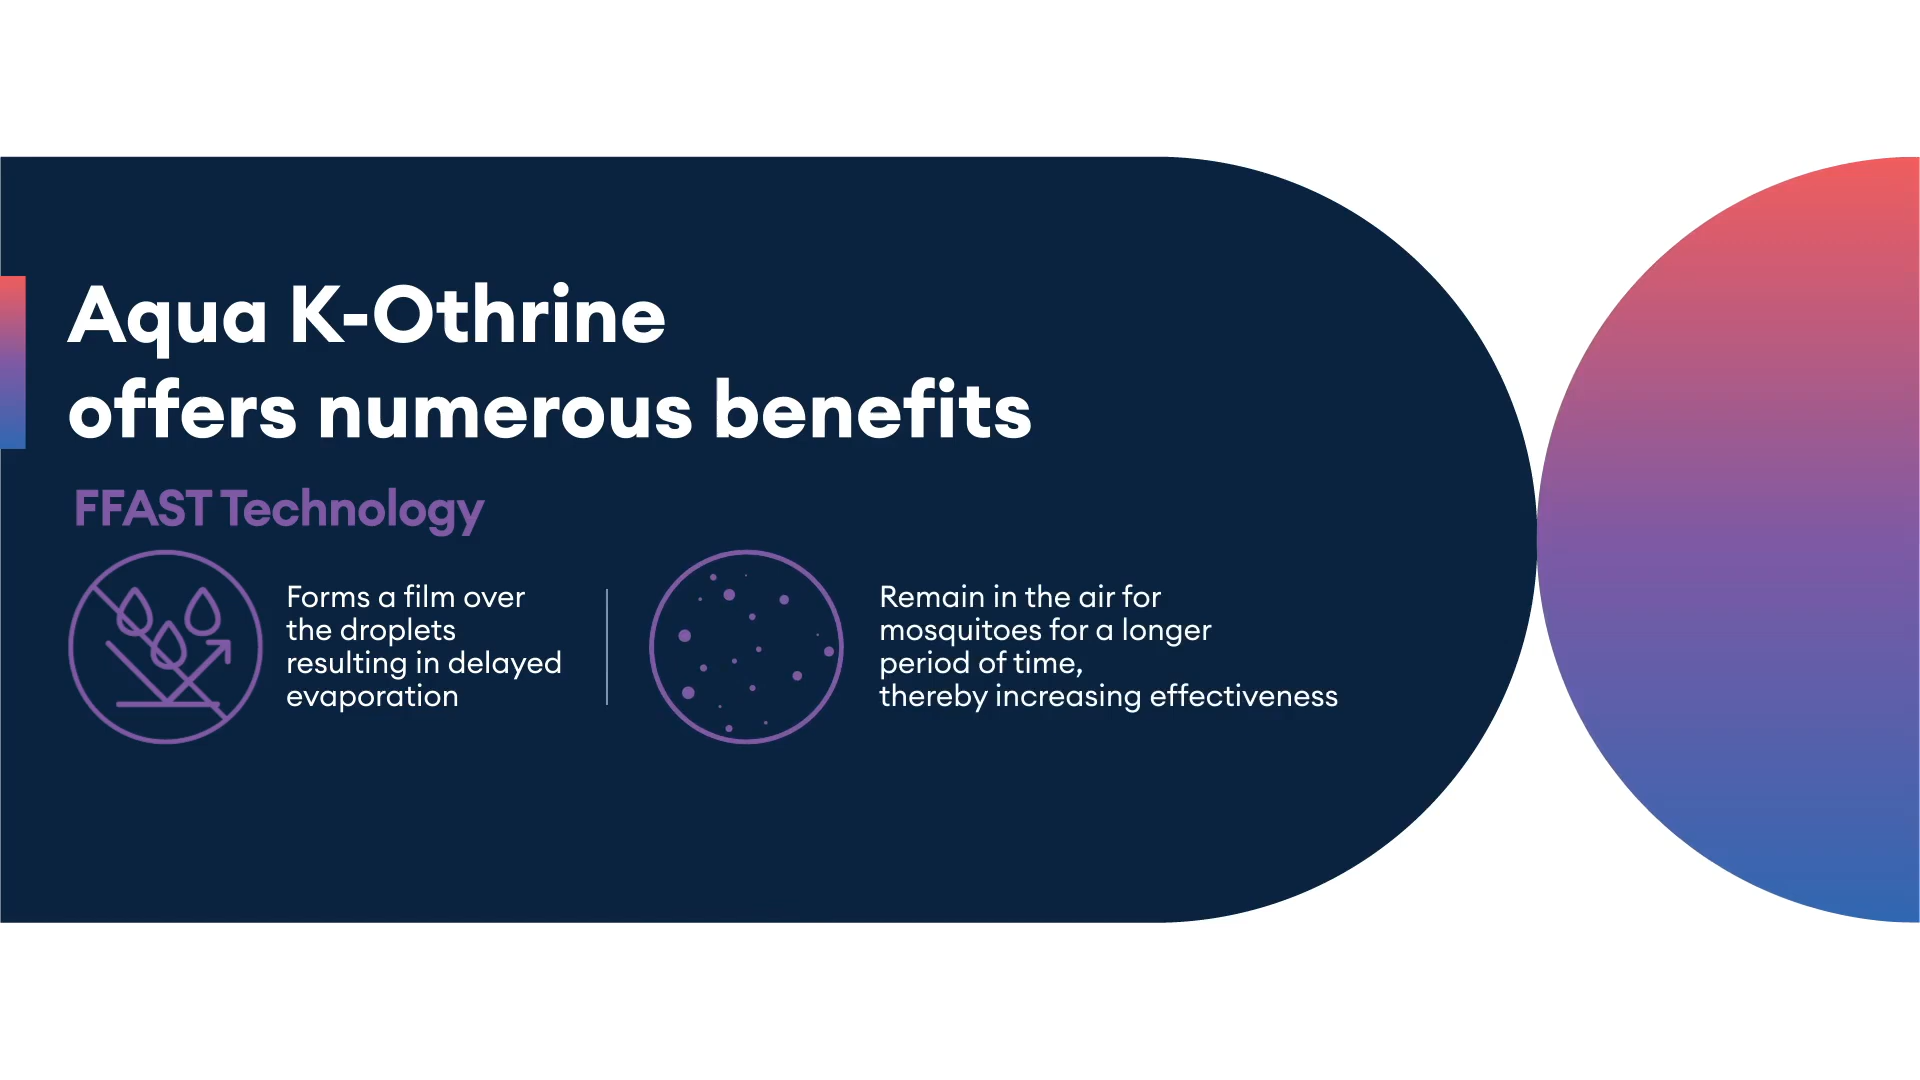 Aqua K-Othrine
offers numerous benefits
FFAST Technology
Forms a film over
the droplets
resulting in delayed
evaporation
Remain in the air for
mosquitoes for a longer
period of time,
thereby increasing effectiveness